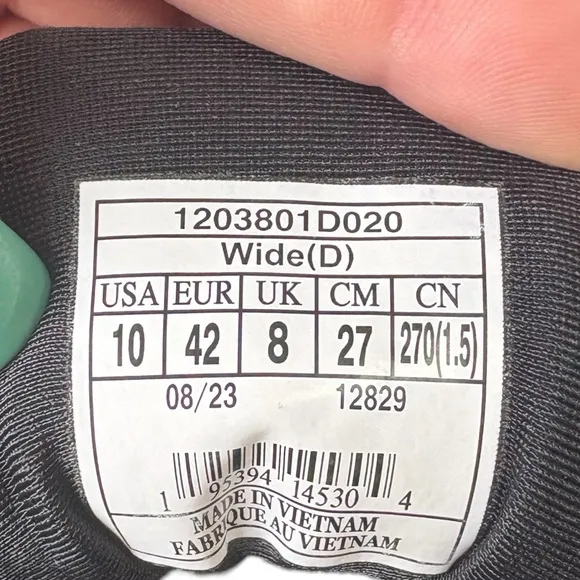 1203801D020
Wide(D)
USA EUR UK CM CN
10 42 8 27 270(1.5)
08/23 12829
1 95394 14530 4
MADE IN VIETNAM
FABRIQUE AU VIETNAM